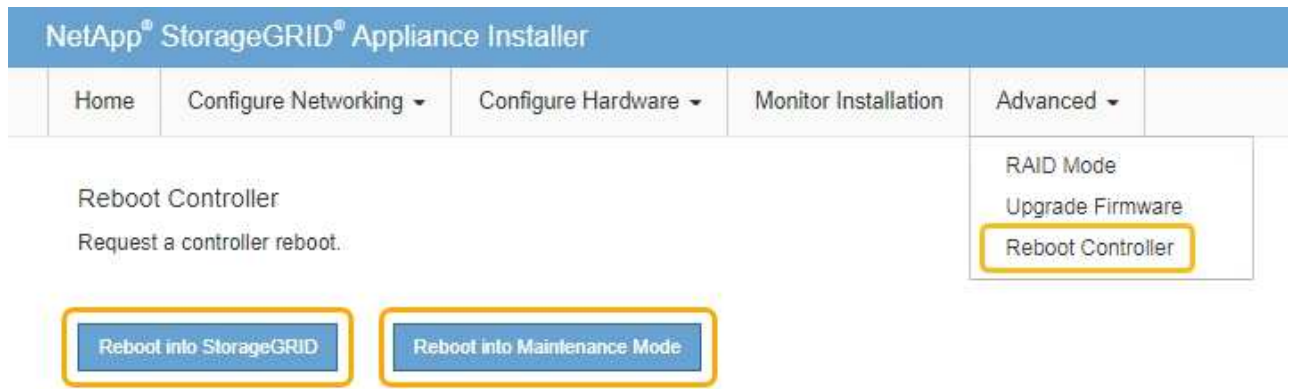 NetApp® StorageGRID® Appliance Installer
Home Configure Networking Configure Hardware Monitor Installation Advanced
RAID Mode
Upgrade Firmware
Reboot Controller
Reboot Controller
Request a controller reboot.
Reboot into StorageGRID Reboot into Maintenance Mode